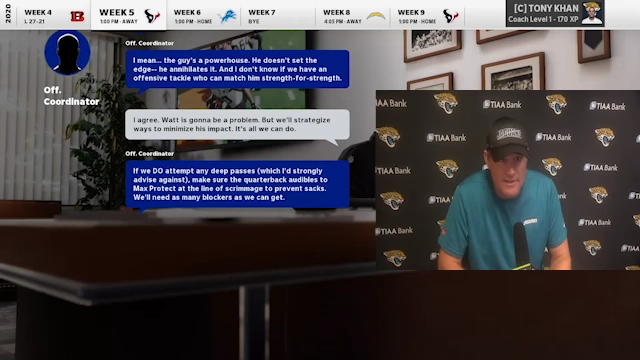 2020
WEEK 4
L 27-21
WEEK 5
1:00 PM - AWAY
WEEK 6
1:00 PM - HOME
WEEK 7
BYE
WEEK 8
4:05 PM - AWAY
WEEK 9
1:00 PM - HOME
[C] TONY KHAN
Coach Level 1 - 170 XP
Off.
Coordinator
Off. Coordinator
I mean... the guy's a powerhouse. He doesn't set the
edge-- he annihilates it. And I don't know if we have an
offensive tackle who can match him strength-for-strength.
I agree. Watt is gonna be a problem. But we'll strategize
ways to minimize his impact. It's all we can do.
Off. Coordinator
If we DO attempt any deep passes (which I'd strongly
advise against), make sure the quarterback audibles to
Max Protect at the line of scrimmage to prevent sacks.
We'll need as many blockers as we can get.
TIAA Bank
TIAA Bank
TIAA Bank
TIAA Bank
TIAA Bank
TIAA Bank
TIAA Bank
JAGUARS